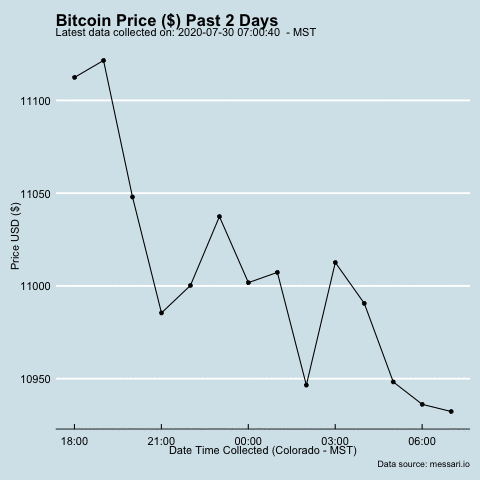 Bitcoin Price ($) Past 2 Days
Latest data collected on: 2020-07-30 07:00:40  - MST
11100
11050
11000
10950
Price USD ($)
18:00 21:00 00:00 03:00 06:00
Date Time Collected (Colorado - MST)
Data source: messari.io